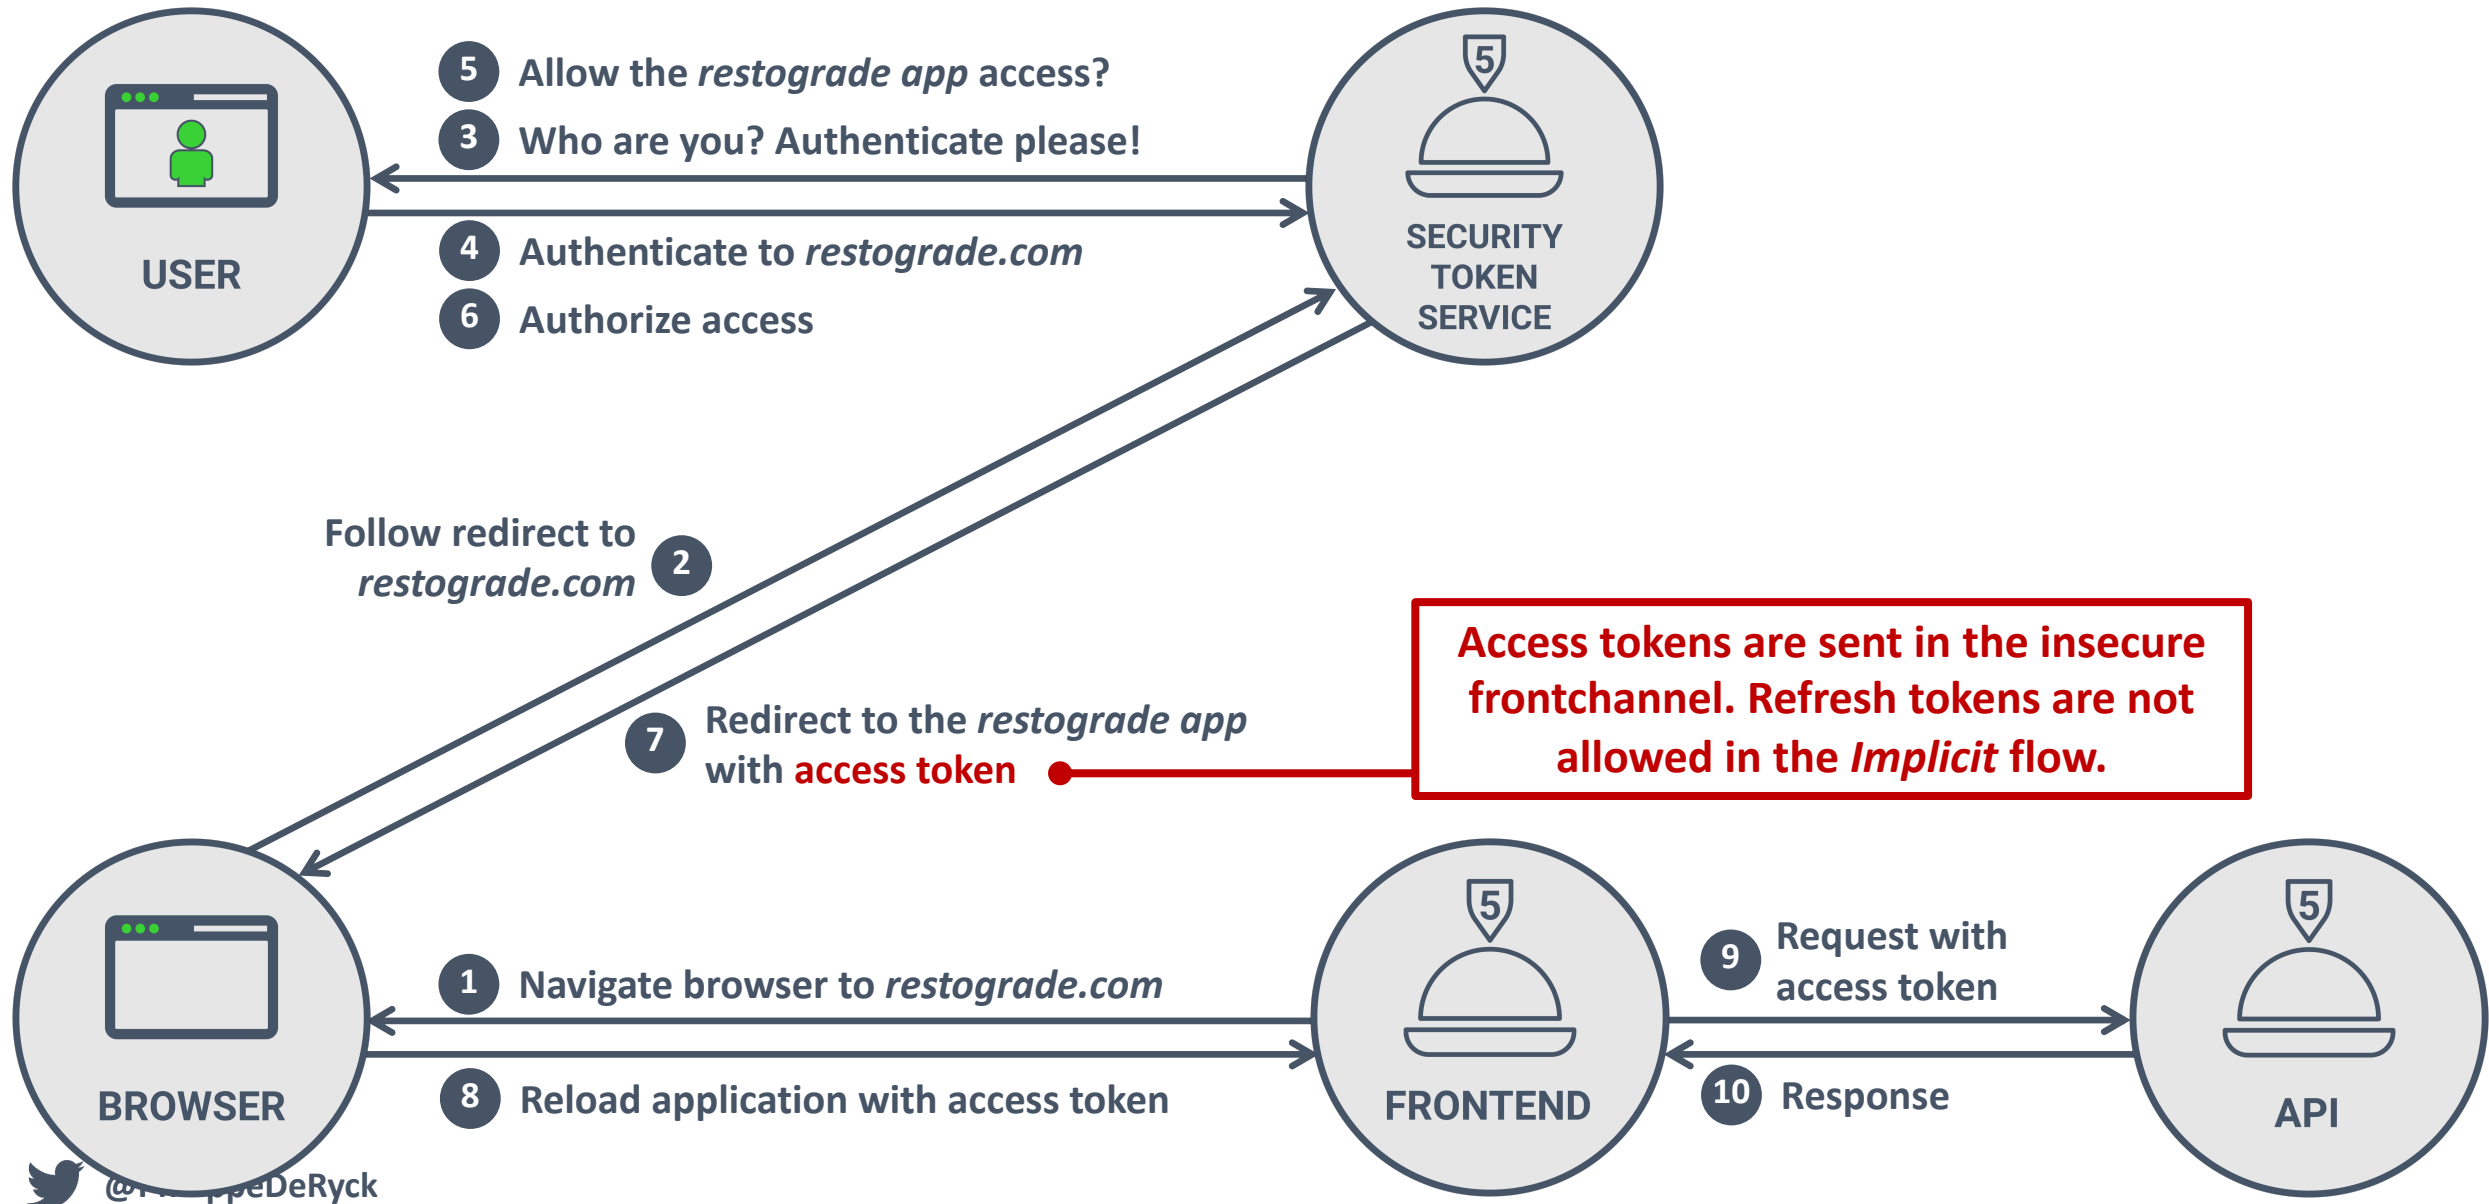 5 Allow the restograde app access?
3 Who are you? Authenticate please!
4 Authenticate to restograde.com
6 Authorize access
USER
5
SECURITY
TOKEN
SERVICE
Follow redirect to
restograde.com
2
7 Redirect to the restograde app
with access token
Access tokens are sent in the insecure
frontchannel. Refresh tokens are not
allowed in the Implicit flow.
BROWSER
1 Navigate browser to restograde.com
8 Reload application with access token
5
FRONTEND
9 Request with
access token
10 Response
5
API